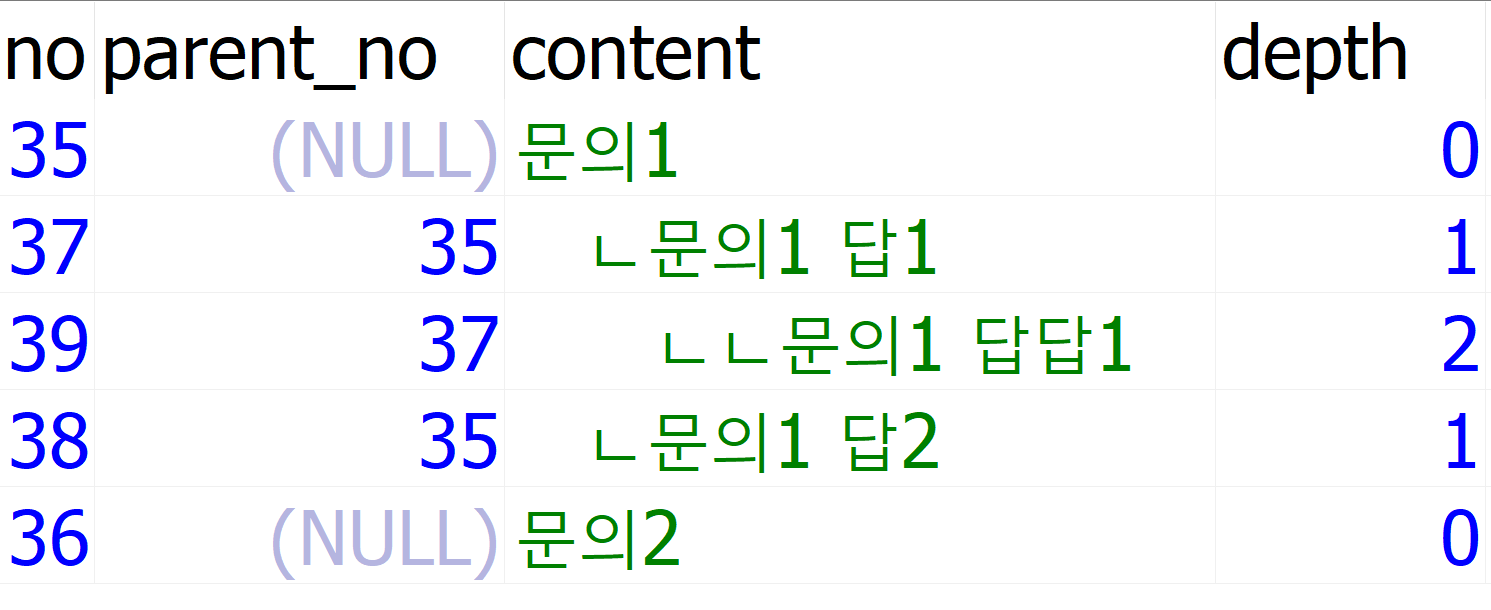 no parent_no content depth
35 (NULL) 문의1 0
37 35 ㄴ문의1 답1 1
39 37 ㄴㄴ문의1 답답1 2
38 35 ㄴ문의1 답2 1
36 (NULL) 문의2 0